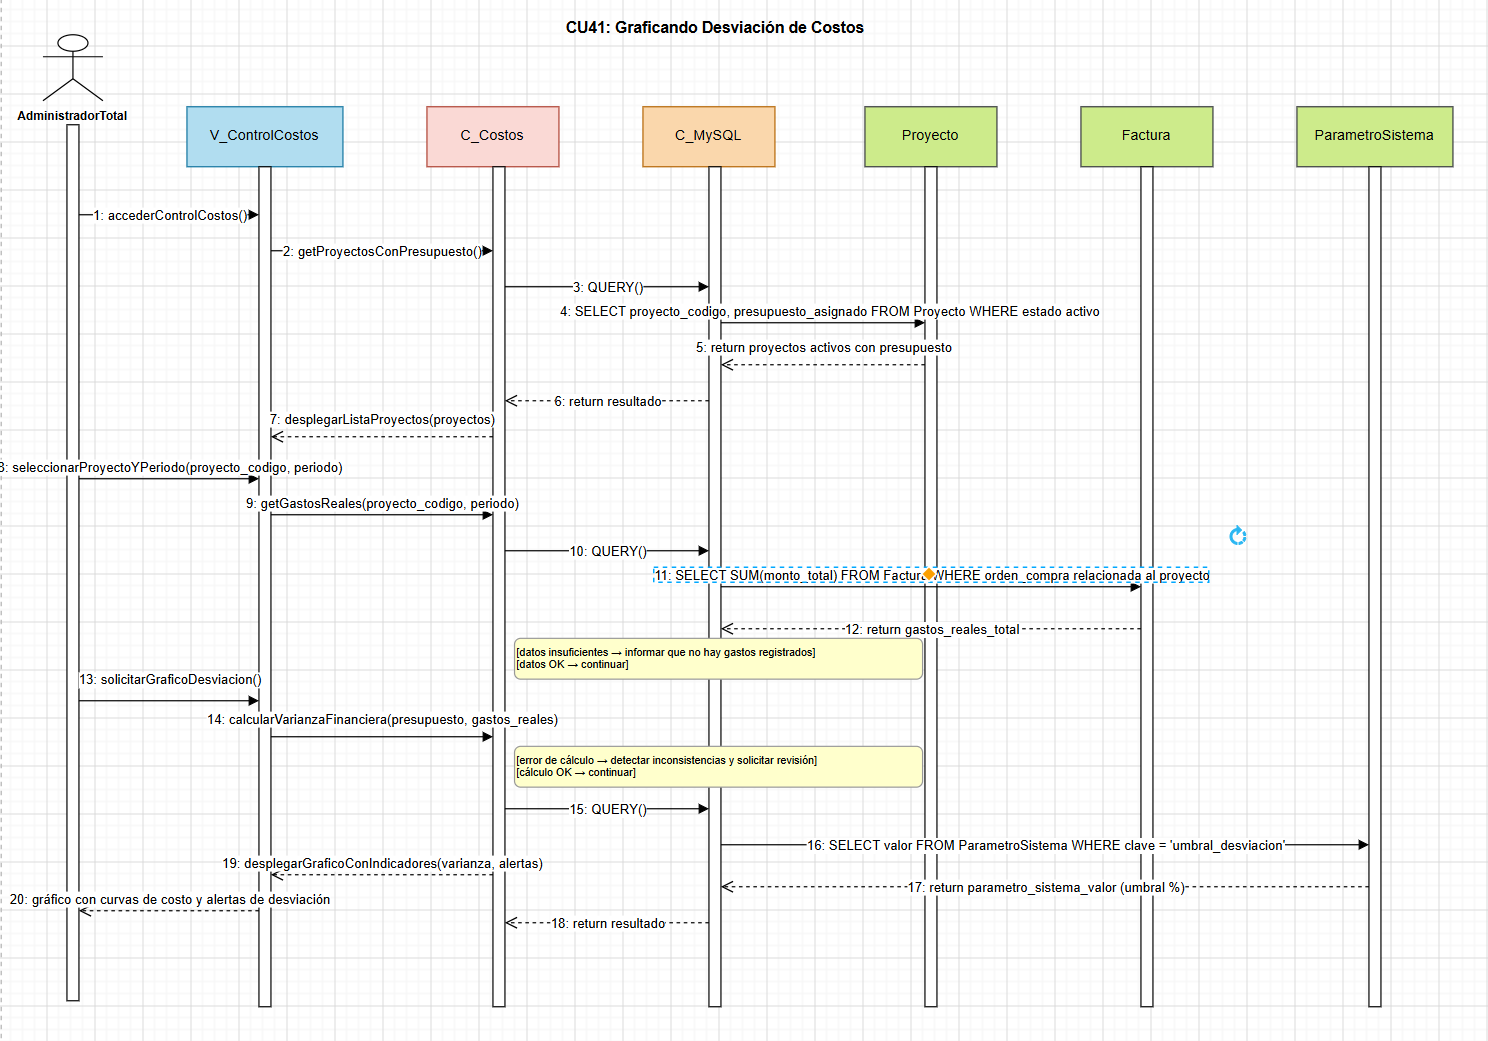 CU41: Graficando Desviación de Costos
AdministradorTotal
V_ControlCostos
C_Costos
C_MySQL
Proyecto
Factura
ParametroSistema
1: accederControlCostos()
2: getProyectosConPresupuesto()
3: QUERY()
4: SELECT proyecto_codigo, presupuesto_asignado FROM Proyecto WHERE estado activo
5: return proyectos activos con presupuesto
6: return resultado
7: desplegarListaProyectos(proyectos)
8: seleccionarProyectoYPeriodo(proyecto_codigo, periodo)
9: getGastosReales(proyecto_codigo, periodo)
10: QUERY()
11: SELECT SUM(monto_total) FROM Factura WHERE orden_compra relacionada al proyecto
12: return gastos_reales_total
[datos insuficientes → informar que no hay gastos registrados]
[datos OK → continuar]
13: solicitarGraficoDesviacion()
14: calcularVarianzaFinanciera(presupuesto, gastos_reales)
[error de cálculo → detectar inconsistencias y solicitar revisión]
[cálculo OK → continuar]
15: QUERY()
16: SELECT valor FROM ParametroSistema WHERE clave = 'umbral_desviacion'
19: desplegarGraficoConIndicadores(varianza, alertas)
17: return parametro_sistema_valor (umbral %)
20: gráfico con curvas de costo y alertas de desviación
18: return resultado